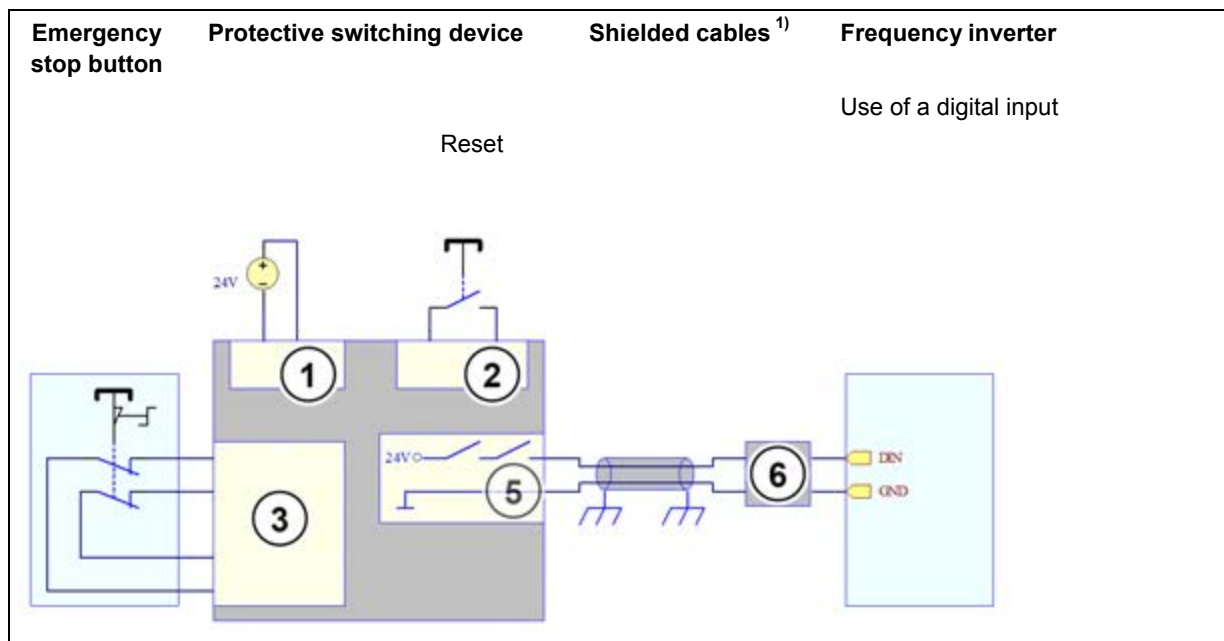 Emergency stop button
Protective switching device
Shielded cables 1)
Frequency inverter
Use of a digital input
Reset
24V
1
2
3
24V
5
6
DIN
GND